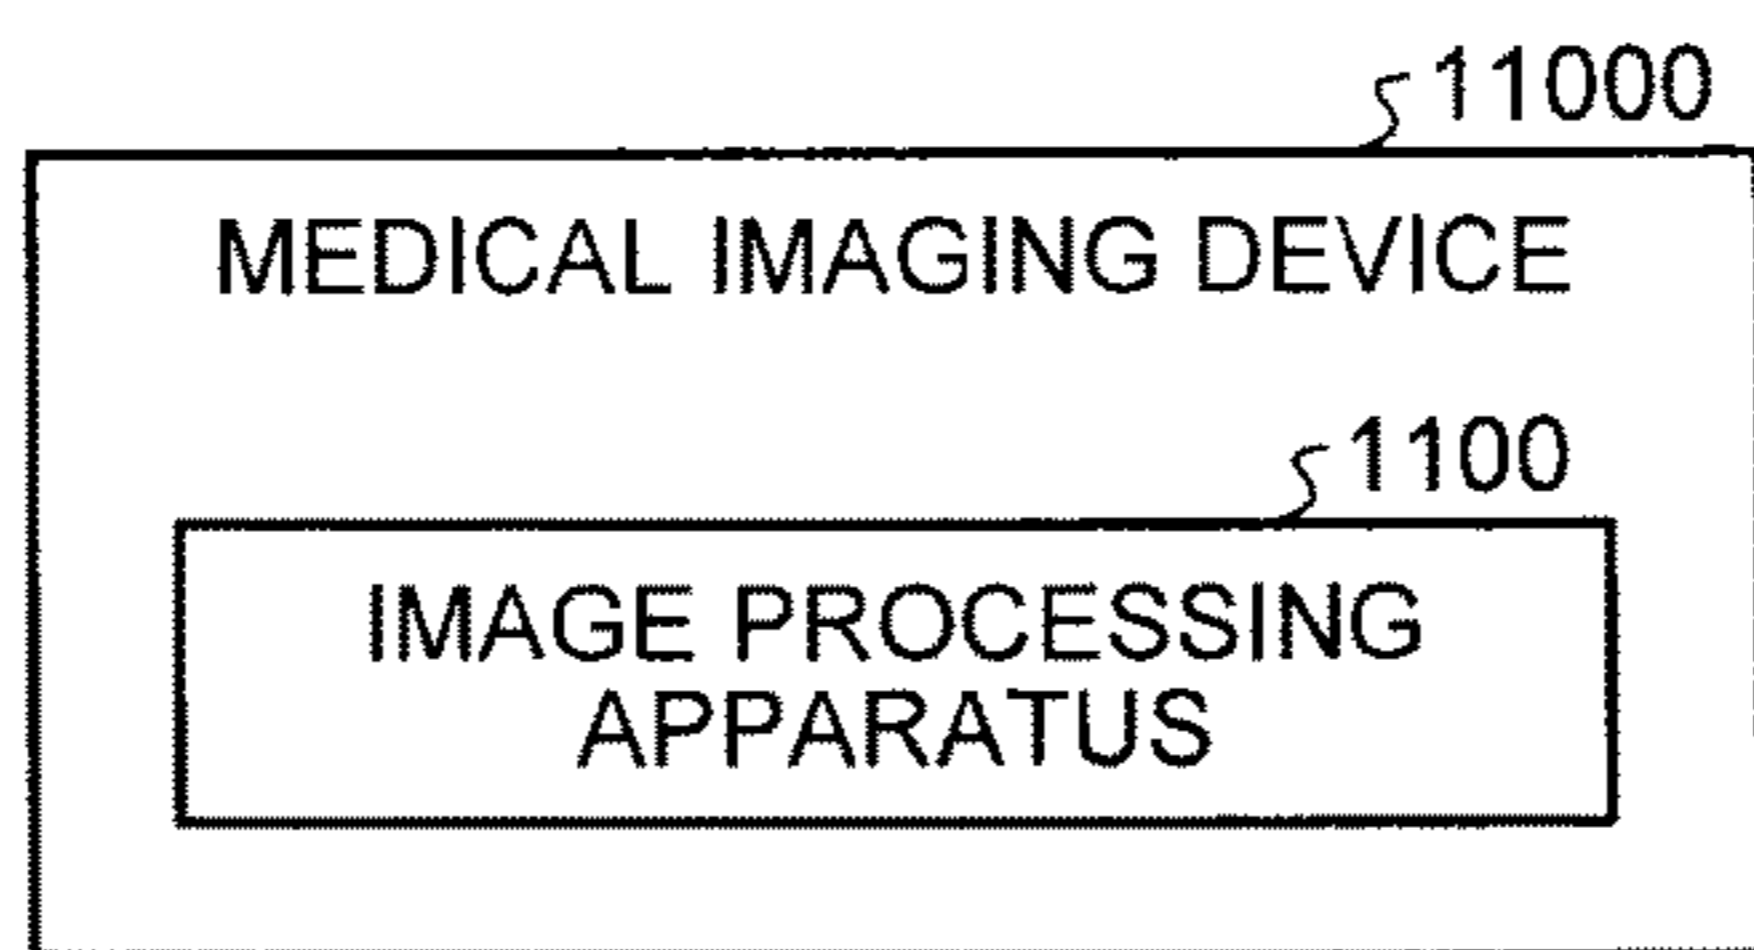 11000
MEDICAL IMAGING DEVICE
1100
IMAGE PROCESSING
APPARATUS